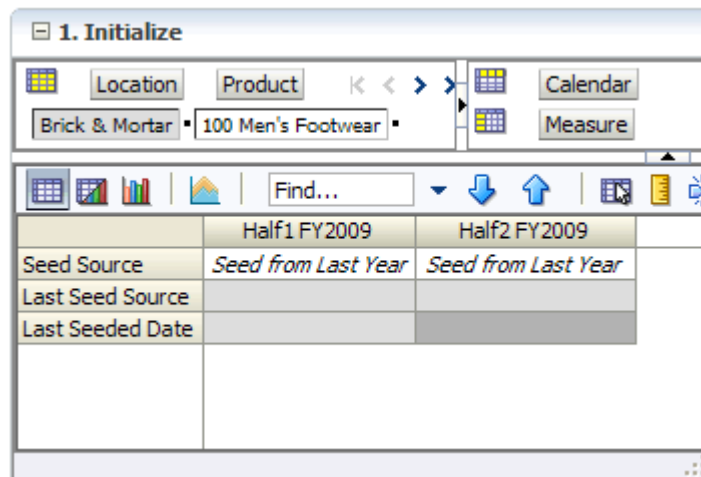 1. Initialize
Location Product Calendar
Brick & Mortar 100 Men's Footwear Measure
Find...
Half1 FY2009 Half2 FY2009
Seed Source Seed from Last Year Seed from Last Year
Last Seed Source
Last Seeded Date